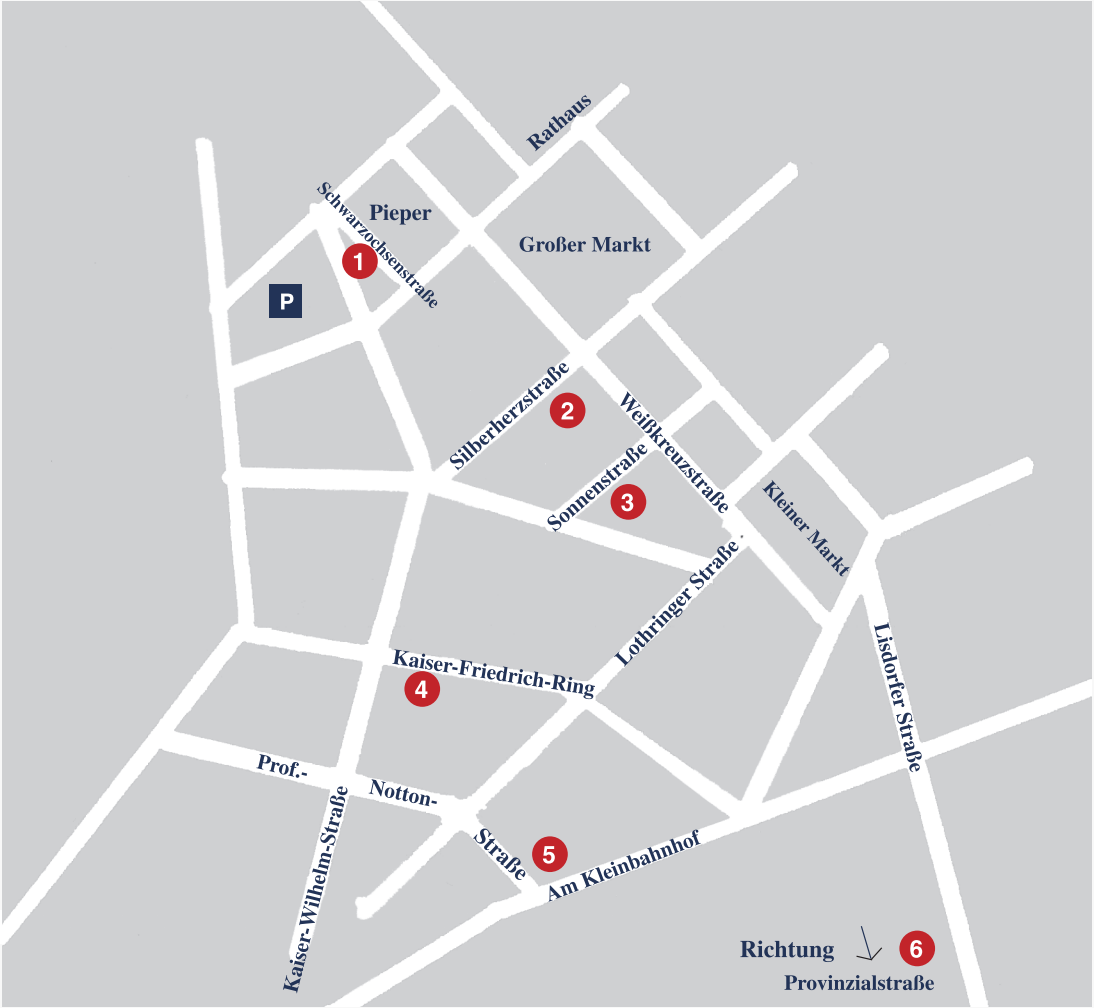 Rathaus
Schwarzochsenstraße
Pieper
Großer Markt
1
P
Silberherzstraße
2
Weißkreuzstraße
Sonnenstraße
3
Kleiner Markt
Lothringer Straße
Lisdorfer Straße
Kaiser-Friedrich-Ring
4
Prof.-
Notton-
Straße
5
Kaiser-Wilhelm-Straße
Am Kleinbahnhof
Richtung
6
Provinzialstraße